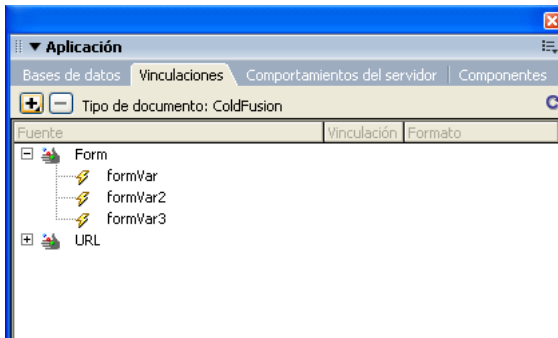 Aplicación
Bases de datos Vinculaciones Comportamientos del servidor Componentes
Tipo de documento: ColdFusion
Fuente Vinculación Formato
Form
formVar
formVar2
formVar3
URL